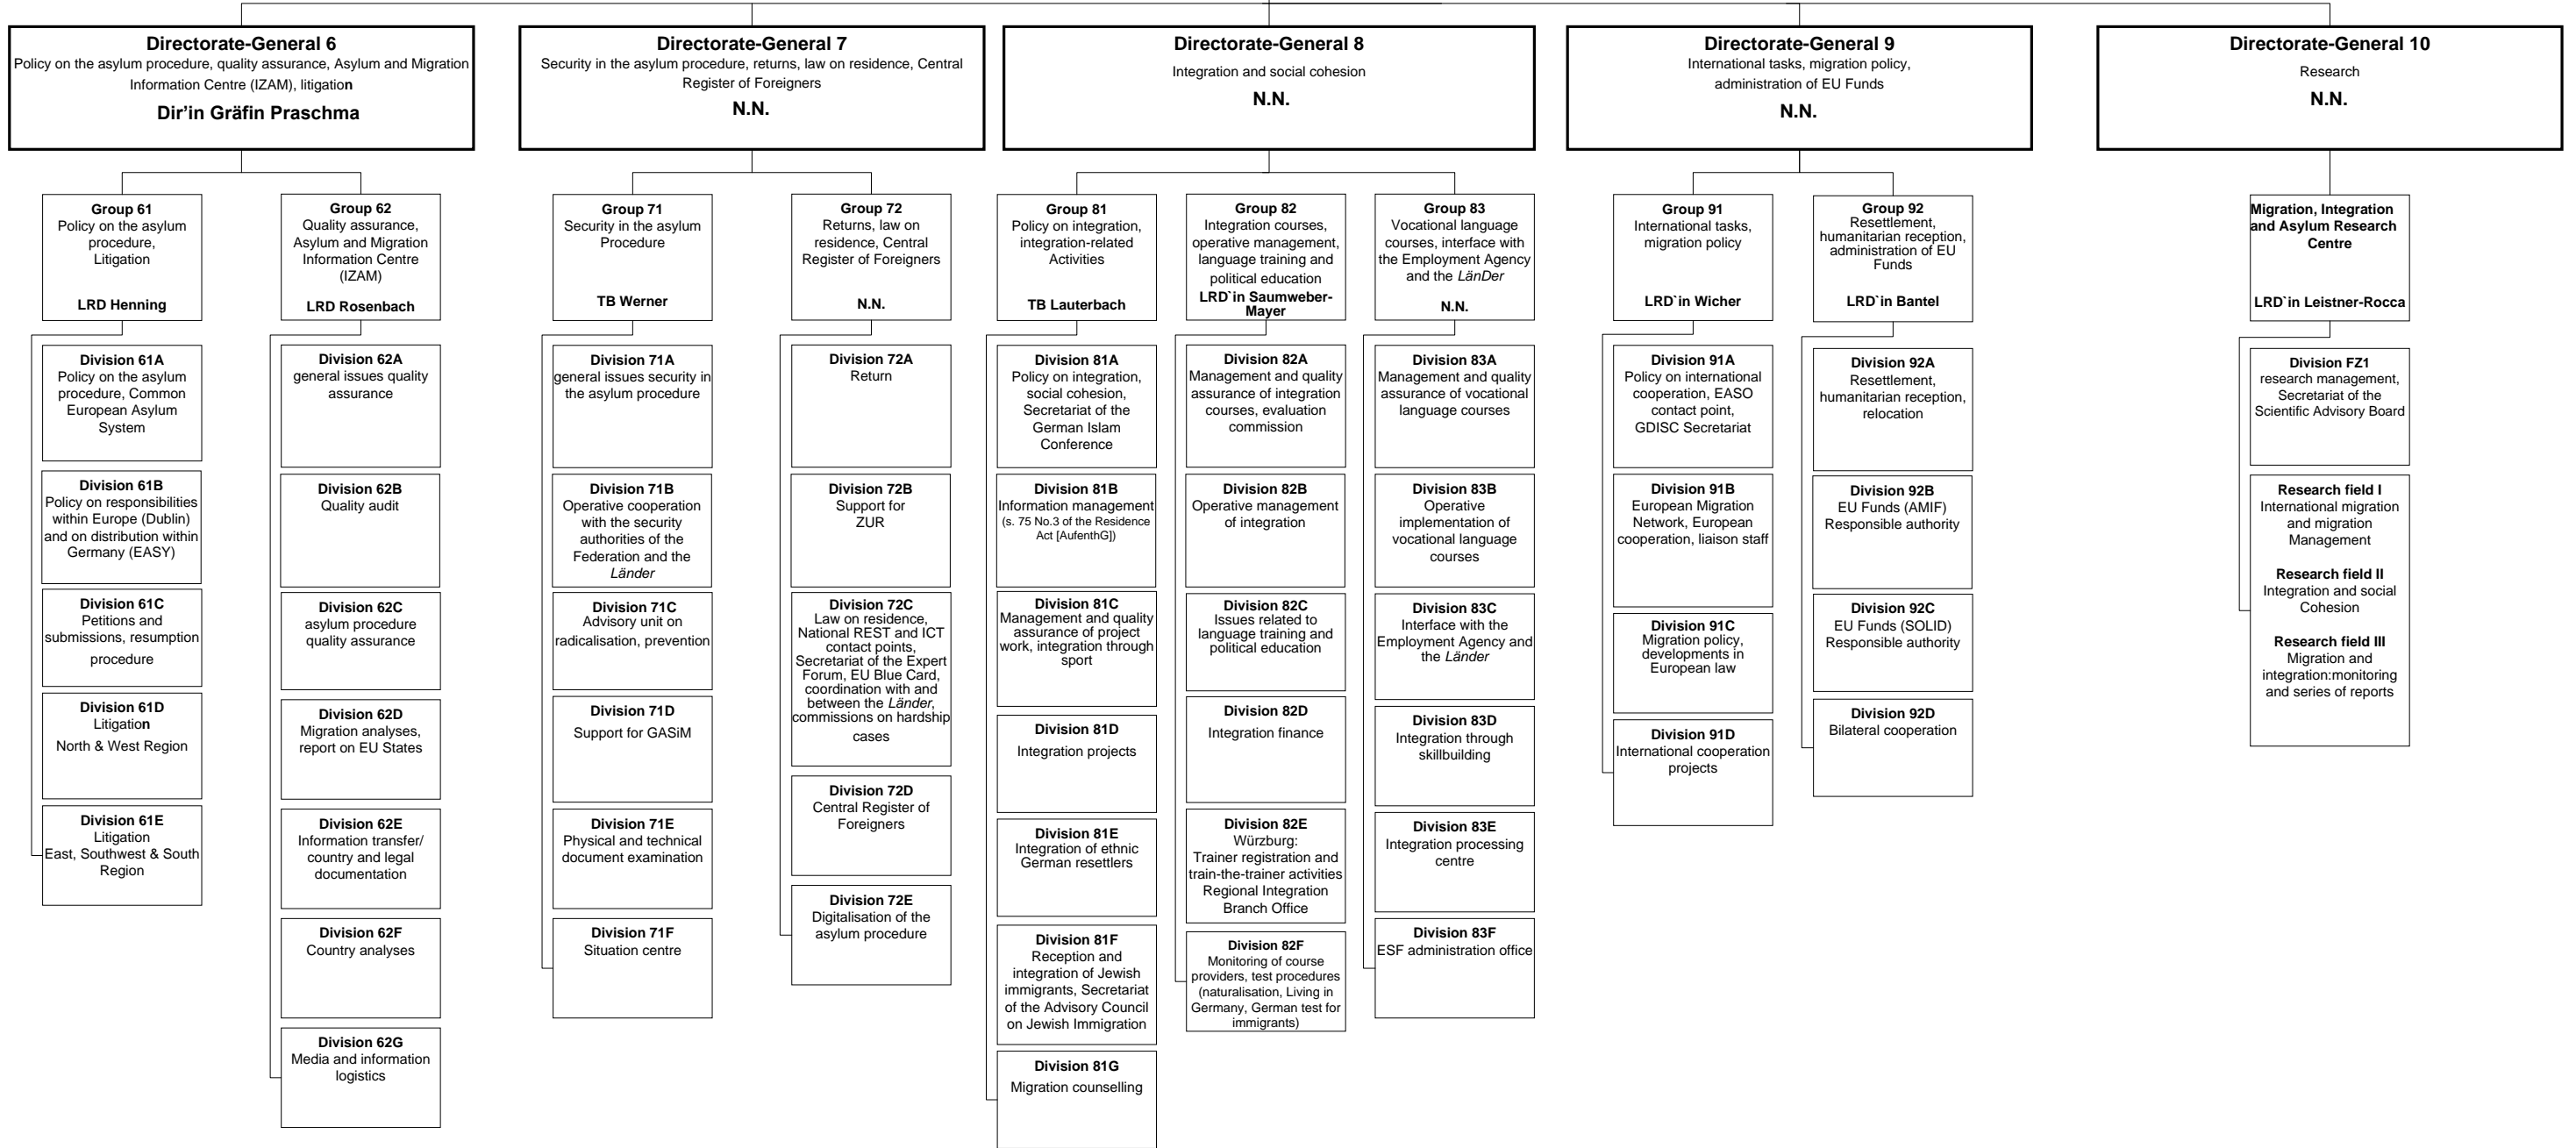 Directorate-General 6
Policy on the asylum procedure, quality assurance, Asylum and Migration
Information Centre (IZAM), litigation
Dir’in Gräfin Praschma
Group 61
Policy on the asylum
procedure,
Litigation
LRD Henning
Division 61A
Policy on the asylum
procedure, Common
European Asylum
System
Division 61B
Policy on responsibilities
within Europe (Dublin)
and on distribution within
Germany (EASY)
Division 61C
Petitions and
submissions, resumption
procedure
Division 61D
Litigation
North & West Region
Division 61E
Litigation
East, Southwest & South
Region
Group 62
Quality assurance,
Asylum and Migration
Information Centre
(IZAM)
LRD Rosenbach
Division 62A
general issues quality
assurance
Division 62B
Quality audit
Division 62C
asylum procedure
quality assurance
Division 62D
Migration analyses,
report on EU States
Division 62E
Information transfer/
country and legal
documentation
Division 62F
Country analyses
Division 62G
Media and information
logistics
Directorate-General 7
Security in the asylum procedure, returns, law on residence, Central
Register of Foreigners
N.N.
Group 71
Security in the asylum
Procedure
TB Werner
Division 71A
general issues security in
the asylum procedure
Division 71B
Operative cooperation
with the security
authorities of the
Federation and the
Länder
Division 71C
Advisory unit on
radicalisation, prevention
Division 71D
Support for GASiM
Division 71E
Physical and technical
document examination
Division 71F
Situation centre
Group 72
Returns, law on
residence, Central
Register of Foreigners
N.N.
Division 72A
Return
Division 72B
Support for
ZUR
Division 72C
Law on residence,
National REST and ICT
contact points,
Secretariat of the Expert
Forum, EU Blue Card,
coordination with and
between the Länder,
commissions on hardship
cases
Division 72D
Central Register of
Foreigners
Division 72E
Digitalisation of the
asylum procedure
Directorate-General 8
Integration and social cohesion
N.N.
Group 81
Policy on integration,
integration-related
Activities
TB Lauterbach
Division 81A
Policy on integration,
social cohesion,
Secretariat of the
German Islam
Conference
Division 81B
Information management
(s. 75 No.3 of the Residence
Act [AufenthG])
Division 81C
Management and quality
assurance of project
work, integration through
sport
Division 81D
Integration projects
Division 81E
Integration of ethnic
German resettlers
Division 81F
Reception and
integration of Jewish
immigrants, Secretariat
of the Advisory Council
on Jewish Immigration
Division 81G
Migration counselling
Group 82
Integration courses,
operative management,
language training and
political education
LRD`in Saumweber-
Mayer
Division 82A
Management and quality
assurance of integration
courses, evaluation
commission
Division 82B
Operative management
of integration
Division 82C
Issues related to
language training and
political education
Division 82D
Integration finance
Division 82E
Würzburg:
Trainer registration and
train-the-trainer activities
Regional Integration
Branch Office
Division 82F
Monitoring of course
providers, test procedures
(naturalisation, Living in
Germany, German test for
immigrants)
Group 83
Vocational language
courses, interface with
the Employment Agency
and the LänDer
N.N.
Division 83A
Management and quality
assurance of vocational
language courses
Division 83B
Operative
implementation of
vocational language
courses
Division 83C
Interface with the
Employment Agency and
the Länder
Division 83D
Integration through
skillbuilding
Division 83E
Integration processing
centre
Division 83F
ESF administration office
Directorate-General 9
International tasks, migration policy,
administration of EU Funds
N.N.
Group 91
International tasks,
migration policy
LRD`in Wicher
Division 91A
Policy on international
cooperation, EASO
contact point,
GDISC Secretariat
Division 91B
European Migration
Network, European
cooperation, liaison staff
Division 91C
Migration policy,
developments in
European law
Division 91D
International cooperation
projects
Group 92
Resettlement,
humanitarian reception,
administration of EU
Funds
LRD`in Bantel
Division 92A
Resettlement,
humanitarian reception,
relocation
Division 92B
EU Funds (AMIF)
Responsible authority
Division 92C
EU Funds (SOLID)
Responsible authority
Division 92D
Bilateral cooperation
Directorate-General 10
Research
N.N.
Migration, Integration
and Asylum Research
Centre
LRD`in Leistner-Rocca
Division FZ1
research management,
Secretariat of the
Scientific Advisory Board
Research field I
International migration
and migration
Management
Research field II
Integration and social
Cohesion
Research field III
Migration and
integration:monitoring
and series of reports